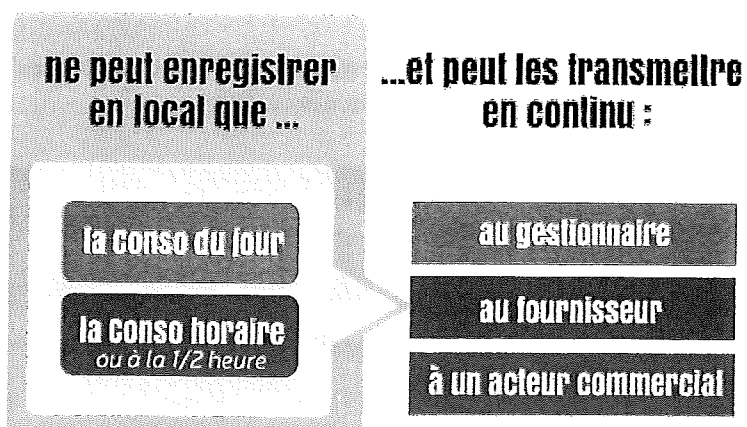 ne peut enregistrer
en local que ...
la conso du jour
la conso horaire
ou à la 1/2 heure
...et peut les transmettre
en continu :
au gestionnaire
au fournisseur
à un acteur commercial